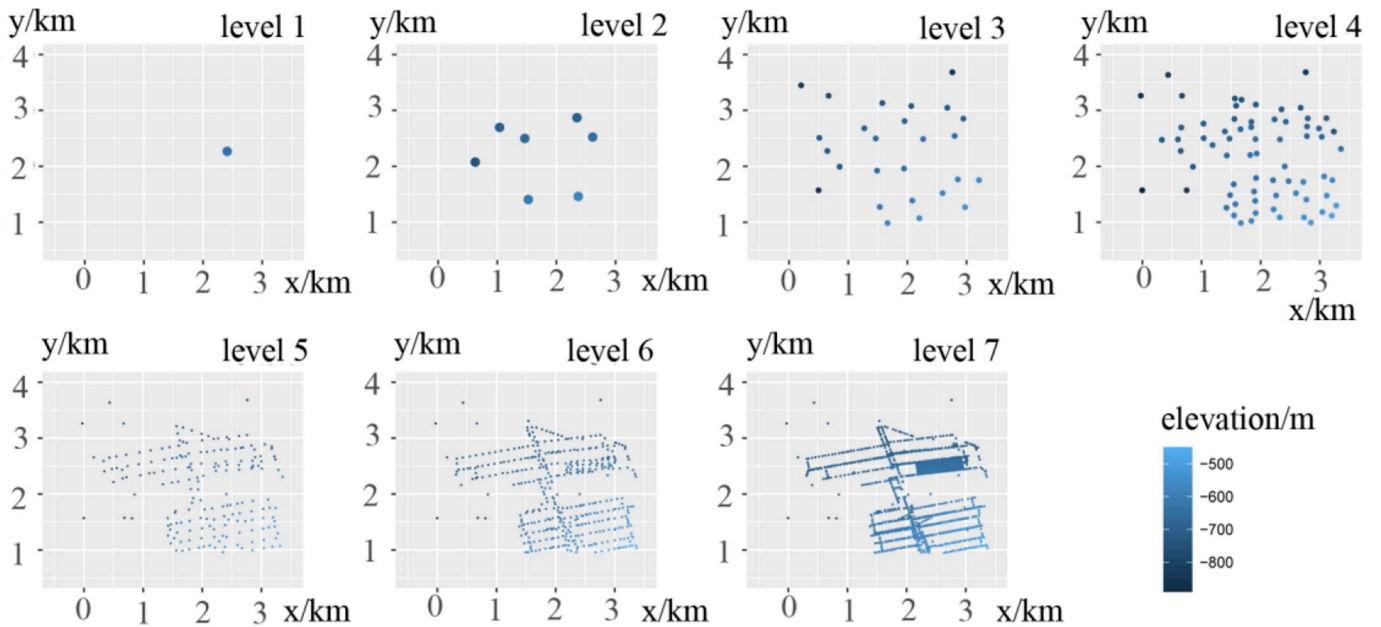 y/km level 1
4
3
2
1
0 1 2 3 x/km
y/km level 2
4
3
2
1
0 1 2 3 x/km
y/km level 3
4
3
2
1
0 1 2 3 x/km
y/km level 4
4
3
2
1
0 1 2 3
x/km
y/km level 5
4
3
2
1
0 1 2 3 x/km
y/km level 6
4
3
2
1
0 1 2 3 x/km
y/km level 7
4
3
2
1
0 1 2 3 x/km
elevation/m
−500
−600
−700
−800